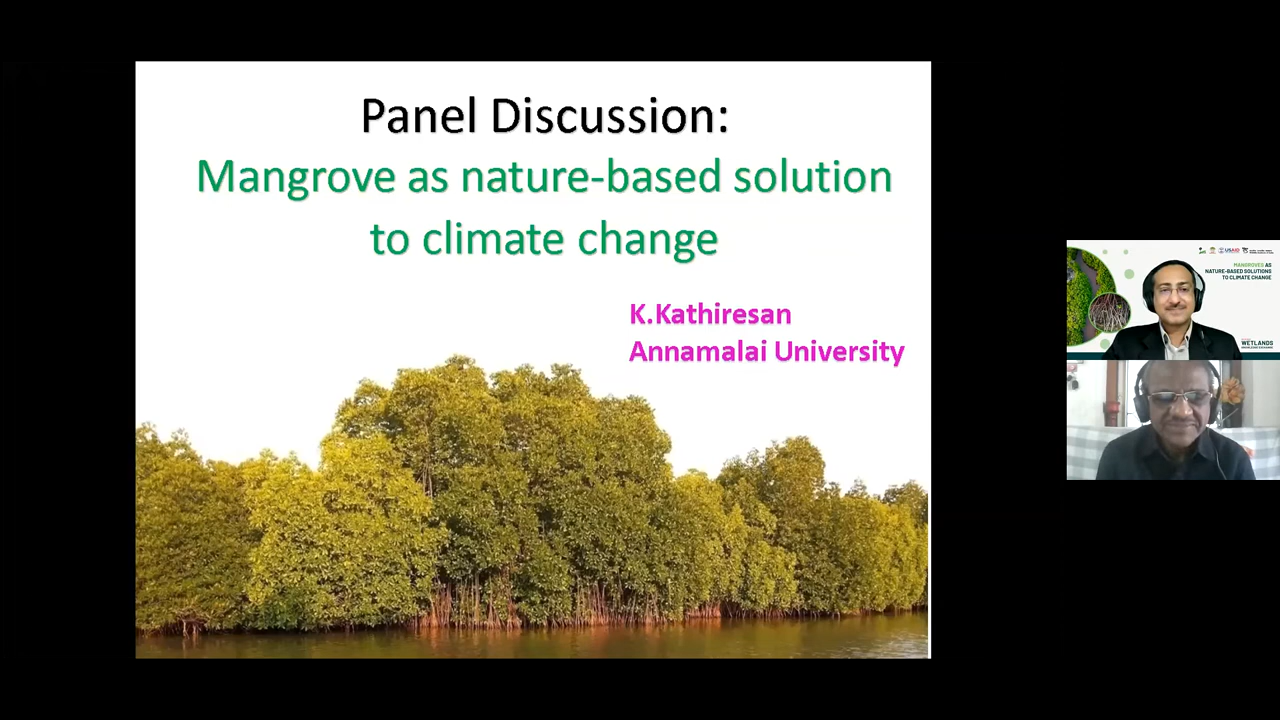 Panel Discussion:
Mangrove as nature-based solution
to climate change
K.Kathiresan
Annamalai University
USAID
MANGROVES AS
NATURE-BASED SOLUTIONS
TO CLIMATE CHANGE
WETLANDS